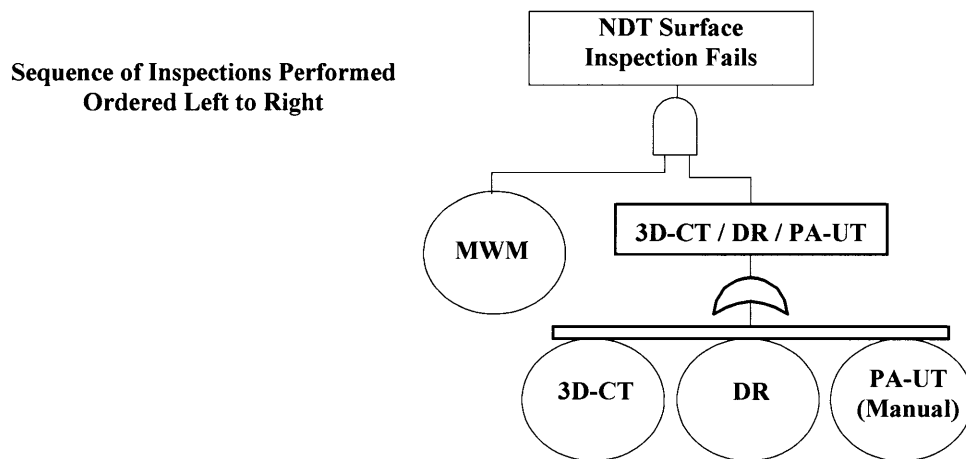 NDT Surface
Inspection Fails
Sequence of Inspections Performed
Ordered Left to Right
MWM
3D-CT / DR / PA-UT
3D-CT
DR
PA-UT
(Manual)